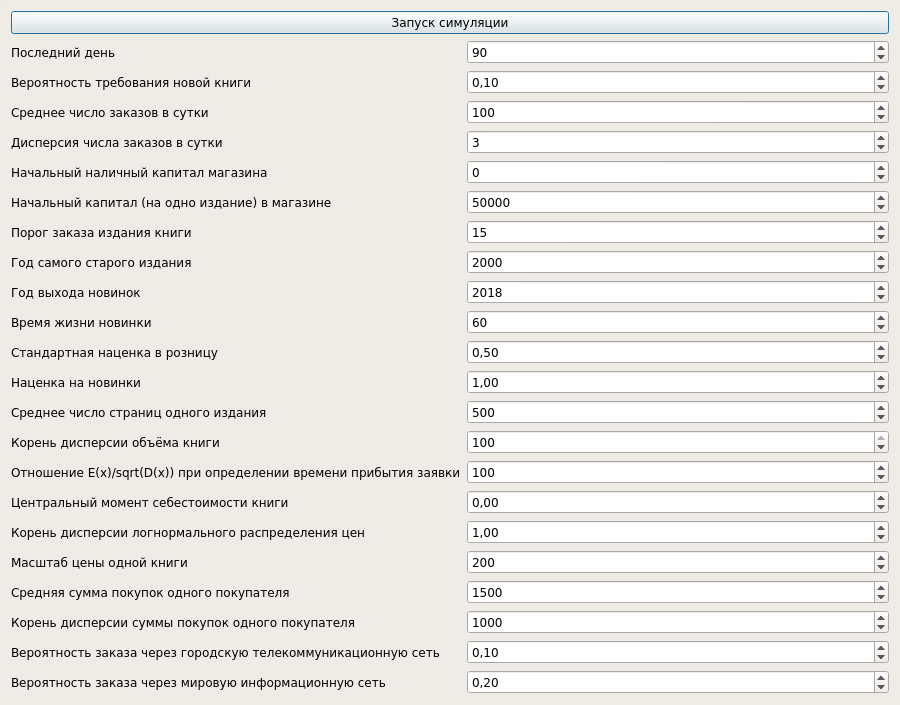 Запуск симуляции
Последний день 90
Вероятность требования новой книги 0,10
Среднее число заказов в сутки 100
Дисперсия числа заказов в сутки 3
Начальный наличный капитал магазина 0
Начальный капитал (на одно издание) в магазине 50000
Порог заказа издания книги 15
Год самого старого издания 2000
Год выхода новинок 2018
Время жизни новинки 60
Стандартная наценка в розницу 0,50
Наценка на новинки 1,00
Среднее число страниц одного издания 500
Корень дисперсии объёма книги 100
Отношение E(x)/sqrt(D(x)) при определении времени прибытия заявки 100
Центральный момент себестоимости книги 0,00
Корень дисперсии логнормального распределения цен 1,00
Масштаб цены одной книги 200
Средняя сумма покупок одного покупателя 1500
Корень дисперсии суммы покупок одного покупателя 1000
Вероятность заказа через городскую телекоммуникационную сеть 0,10
Вероятность заказа через мировую информационную сеть 0,20